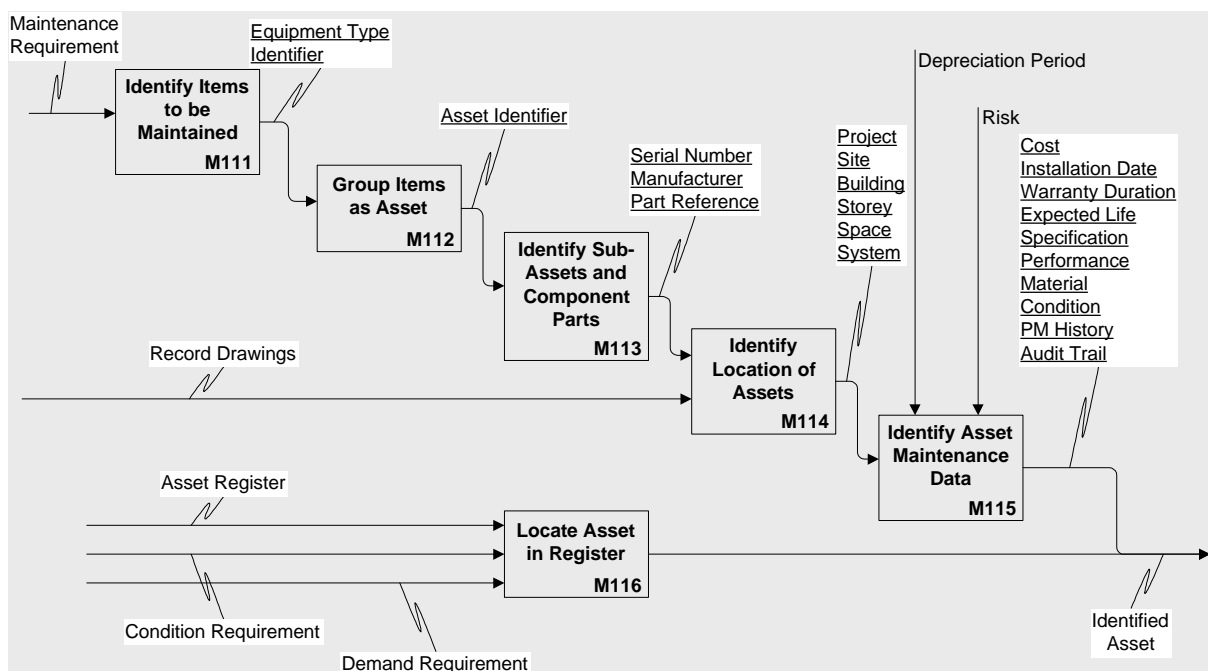 Maintenance
Requirement
Equipment Type
Identifier
Identify Items
to be
Maintained
M111
Asset Identifier
Group Items
as Asset
M112
Serial Number
Manufacturer
Part Reference
Identify Sub-
Assets and
Component
Parts
M113
Record Drawings
Identify
Location of
Assets
M114
Project
Site
Building
Storey
Space
System
Depreciation Period
Risk
Cost
Installation Date
Warranty Duration
Expected Life
Specification
Performance
Material
Condition
PM History
Audit Trail
Identify Asset
Maintenance
Data
M115
Asset Register
Locate Asset
in Register
M116
Condition Requirement
Demand Requirement
Identified
Asset